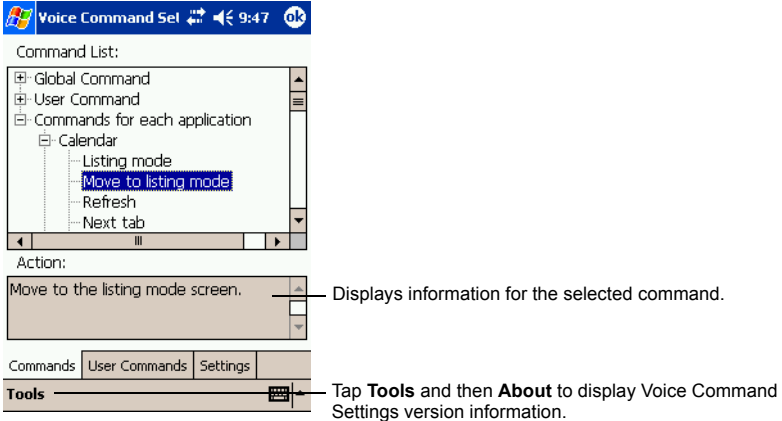 Voice Command Set 9:47 ok
Command List:
Global Command
User Command
Commands for each application
Calendar
Listing mode
Move to listing mode
Refresh
Next tab
Action:
Move to the listing mode screen.
Displays information for the selected command.
Commands User Commands Settings
Tools
Tap Tools and then About to display Voice Command
Settings version information.